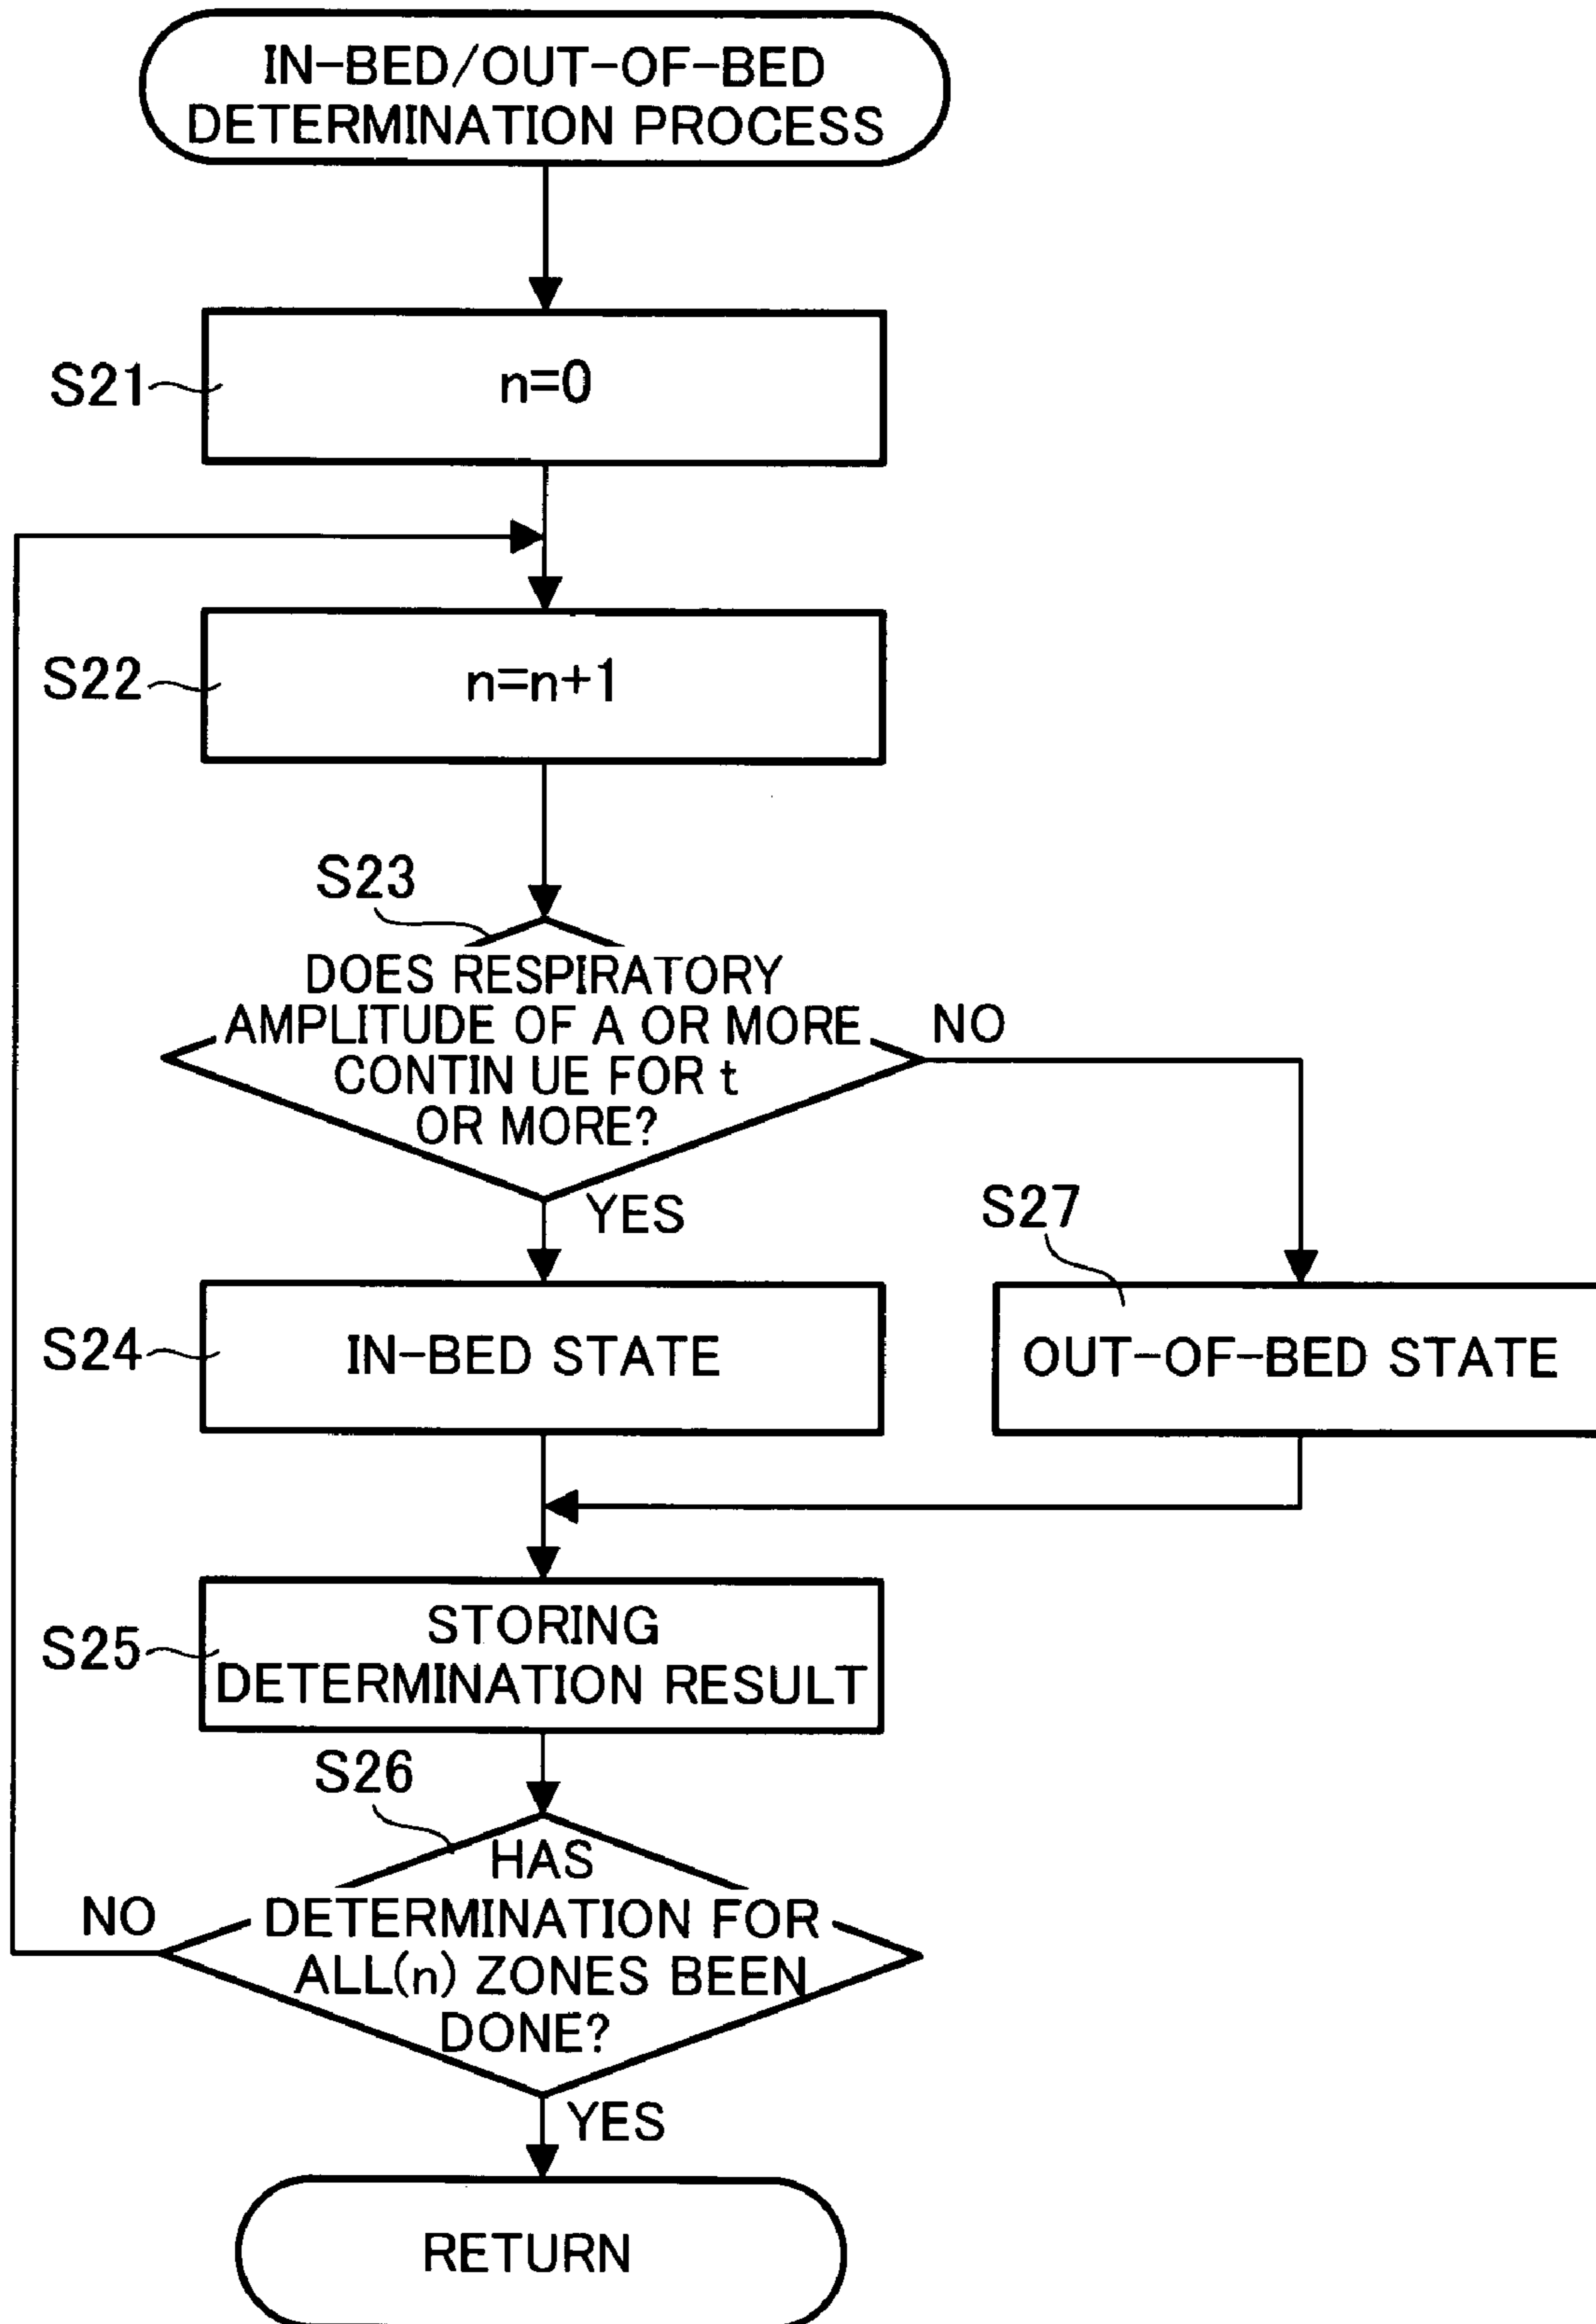 IN-BED/OUT-OF-BED
DETERMINATION PROCESS
S21
n=0
S22
n=n+1
S23
DOES RESPIRATORY
AMPLITUDE OF A OR MORE
CONTIN UE FOR t
OR MORE?
NO
YES
S27
S24
IN-BED STATE
OUT-OF-BED STATE
S25
STORING
DETERMINATION RESULT
S26
HAS
DETERMINATION FOR
ALL(n) ZONES BEEN
DONE?
NO
YES
RETURN